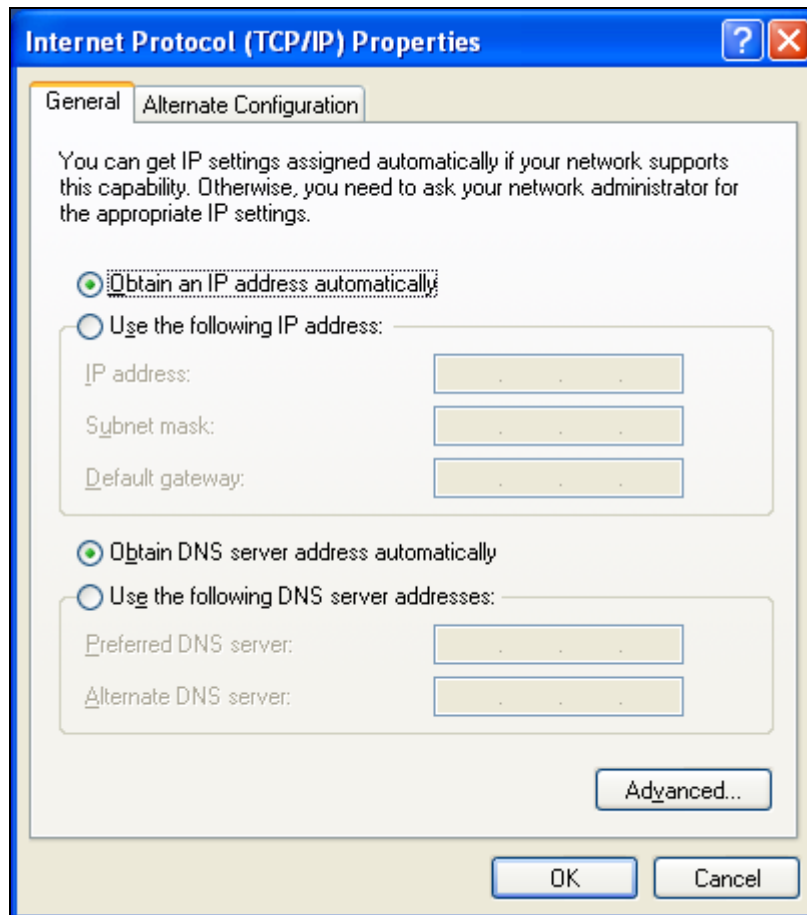 Internet Protocol (TCP/IP) Properties
General
Alternate Configuration
You can get IP settings assigned automatically if your network supports
this capability. Otherwise, you need to ask your network administrator for
the appropriate IP settings.
Obtain an IP address automatically
Use the following IP address:
IP address:
Subnet mask:
Default gateway:
Obtain DNS server address automatically
Use the following DNS server addresses:
Preferred DNS server:
Alternate DNS server:
Advanced...
OK
Cancel